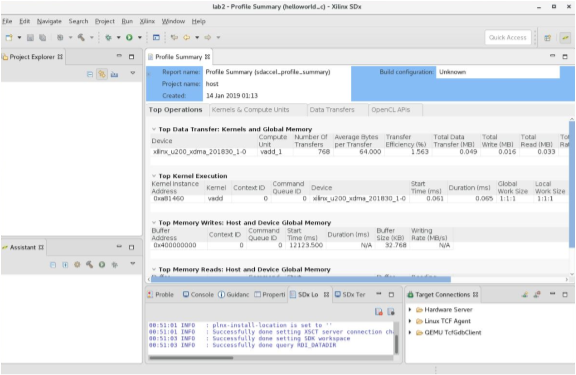 lab2 - Profile Summary (helloworld_c) - Xilinx SDx
File Edit Navigate Search Project Run Xilinx Window Help
Quick Access
Project Explorer
Profile Summary
Report name: Profile Summary (sdaccel_profile_summary)
Build configuration: Unknown
Project name: host
Created: 14 Jan 2019 01:13
Top Operations Kernels & Compute Units Data Transfers OpenCL APIs
Top Data Transfer: Kernels and Global Memory
Device Compute Unit Number Of Transfers Average Bytes per Transfer Transfer Efficiency (%) Total Data Transfer (MB) Total Write (MB) Total Read (MB) Tot Rat
xilinx_u200_xdma_201830_1-0 vadd_1 768 64.000 1.563 0.049 0.016 0.033
Top Kernel Execution
Kernel Instance Address Kernel Context ID Command Queue ID Device Start Time (ms) Duration (ms) Global Work Size Local Work Size
0xa81460 vadd 0 0 xilinx_u200_xdma_201830_1-0 0.061 0.065 1:1:1 1:1:1
Top Memory Writes: Host and Device Global Memory
Buffer Address Context ID Command Queue ID Start Time (ms) Duration (ms) Buffer Size (KB) Writing Rate (MB/s)
0x400000000 0 0 12123.500 N/A 32.768 N/A
Top Memory Reads: Host and Device Global Memory
Assistant
Proble Console Guidanc Properti SDx Lo SDx Ter
Target Connections
00:51:01 INFO : plnx-install-location is set to ''
00:51:01 INFO : Successfully done setting XSCT server connection cha
00:51:03 INFO : Successfully done setting SDK workspace
00:51:03 INFO : Successfully done query RDI_DATADIR
Hardware Server
Linux TCF Agent
QEMU TcfGdbClient